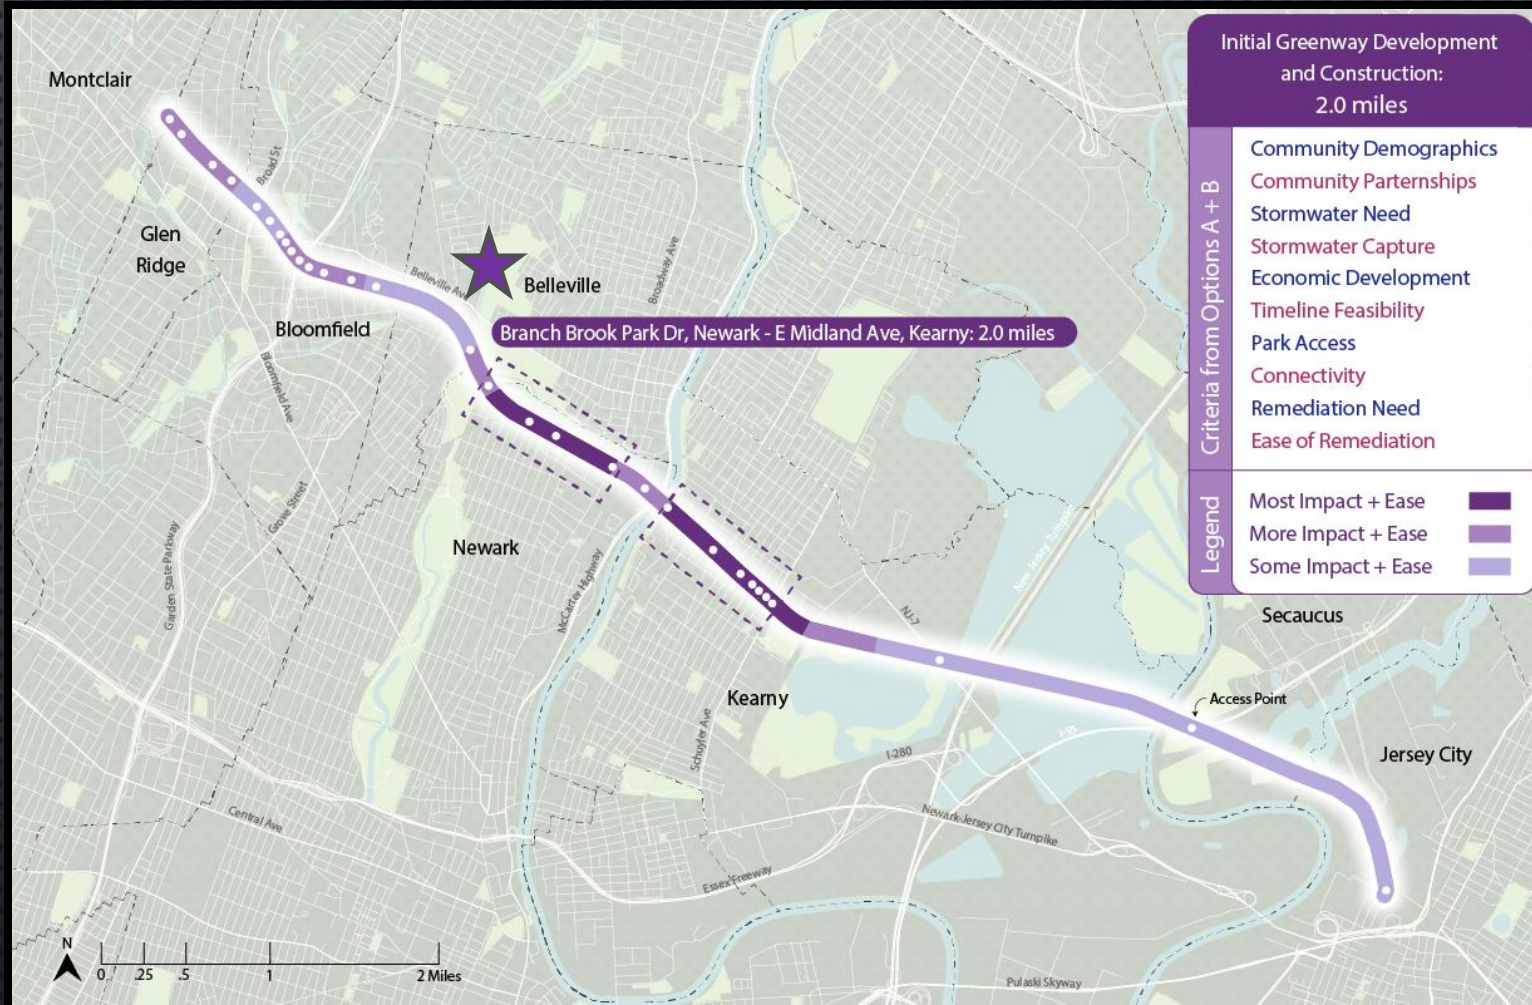 Initial Greenway Development
and Construction:
2.0 miles
Criteria from Options A + B
Community Demographics
Community Parternships
Stormwater Need
Stormwater Capture
Economic Development
Timeline Feasibility
Park Access
Connectivity
Remediation Need
Ease of Remediation
Legend
Most Impact + Ease
More Impact + Ease
Some Impact + Ease
Montclair
Broad St
Glen
Ridge
Belleville Ave
Belleville
Broadway Ave
Bloomfield
Branch Brook Park Dr, Newark - E Midland Ave, Kearny: 2.0 miles
Bloomfield Ave
Grove Street
Garden State Parkway
Newark
McCarter Highway
New Jersey Turnpike
NJ-7
Secaucus
Kearny
Access Point
Schuyler Ave
I-280
I-95
Jersey City
Central Ave
Newark-Jersey City Turnpike
Essex Freeway
Pulaski Skyway
N
0 .25 .5 1 2 Miles